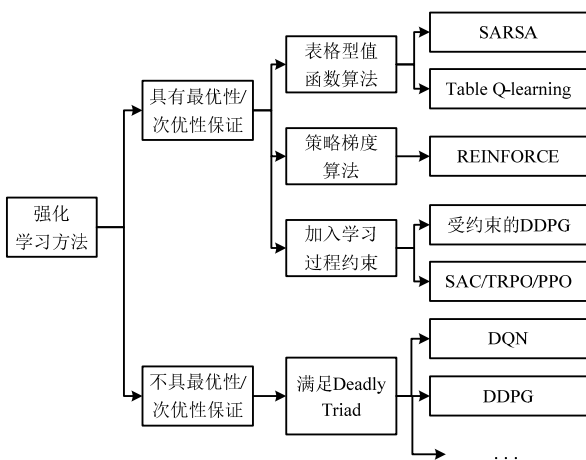 强化
学习方法
具有最优性/
次优性保证
表格型值
函数算法
SARSA
Table Q-learning
策略梯度
算法
REINFORCE
加入学习
过程约束
受约束的DDPG
SAC/TRPO/PPO
不具最优性/
次优性保证
满足Deadly
Triad
DQN
DDPG
...